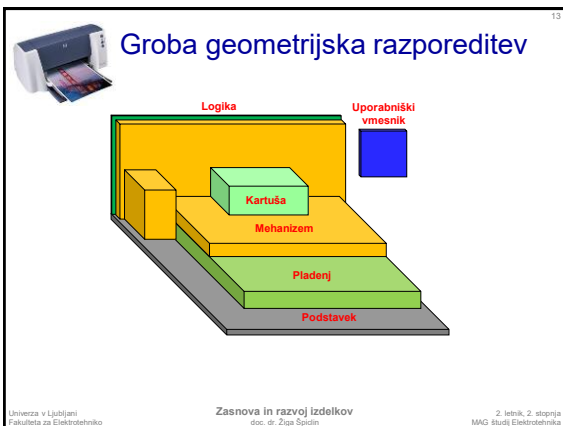 13
Groba geometrijska razporeditev
Logika
Uporabniški
vmesnik
Kartuša
Mehanizem
Pladenj
Podstavek
Univerza v Ljubljani
Fakulteta za Elektrotehniko
Zasnova in razvoj izdelkov
doc. dr. Žiga Špiclin
2. letnik, 2. stopnja
MAG študij Elektrotehnika